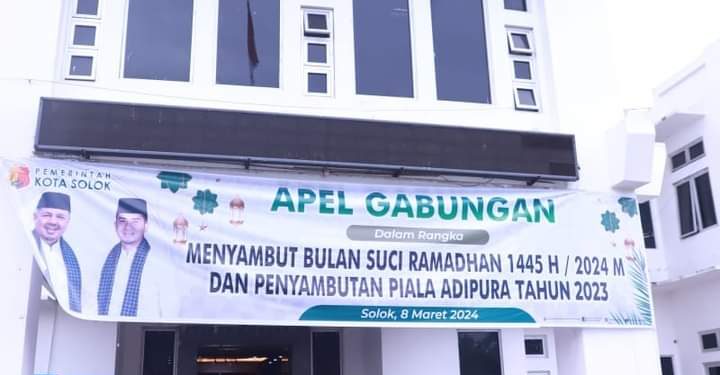 PEMERINTAH
KOTA SOLOK
APEL GABUNGAN
Dalam Rangka
MENYAMBUT BULAN SUCI RAMADHAN 1445 H / 2024 M
DAN PENYAMBUTAN PIALA ADIPURA TAHUN 2023
Solok, 8 Maret 2024